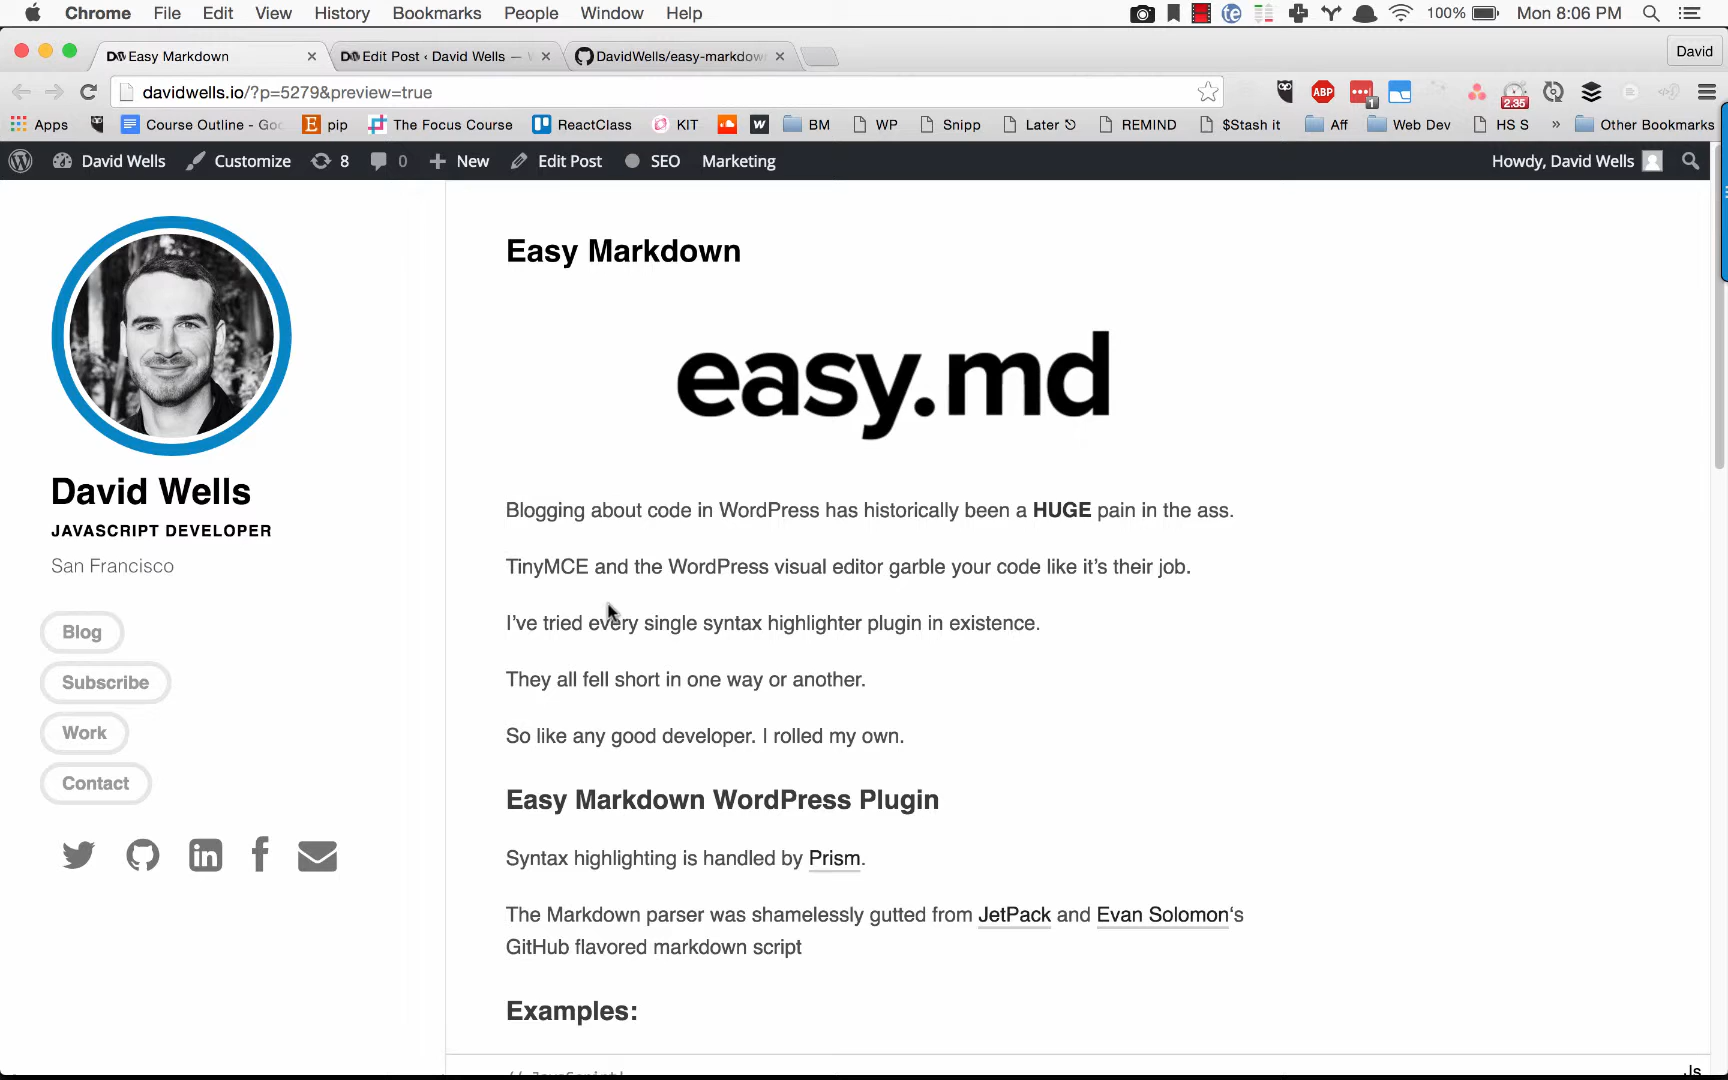 Chrome File Edit View History Bookmarks People Window Help 100% Mon 8:06 PM
Easy Markdown Edit Post ‹ David Wells — DavidWells/easy-markdow David
davidwells.io/?p=5279&preview=true ABP 1 2.35
Apps Course Outline - Goo pip The Focus Course ReactClass KIT BM WP Snipp Later REMIND $Stash it Aff Web Dev HS S » Other Bookmarks
David Wells Customize 8 0 New Edit Post SEO Marketing Howdy, David Wells
Easy Markdown
easy.md
David Wells
JAVASCRIPT DEVELOPER
San Francisco
Blog
Subscribe
Work
Contact
Blogging about code in WordPress has historically been a HUGE pain in the ass.
TinyMCE and the WordPress visual editor garble your code like it's their job.
I've tried every single syntax highlighter plugin in existence.
They all fell short in one way or another.
So like any good developer. I rolled my own.
Easy Markdown WordPress Plugin
Syntax highlighting is handled by Prism.
The Markdown parser was shamelessly gutted from JetPack and Evan Solomon‘s
GitHub flavored markdown script
Examples: